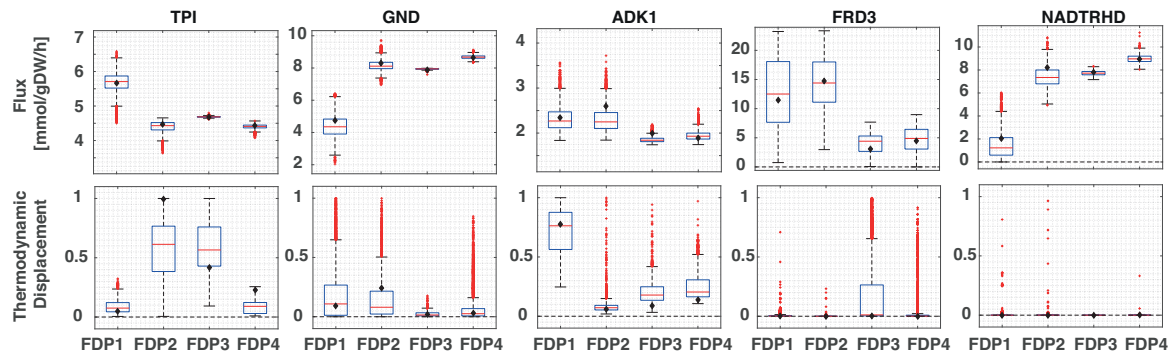 TPI GND ADK1 FRD3 NADTRHD
Flux
[mmol/gDW/h]
7 6 5 4
10 8 6 4 2
4 3 2
20 15 10 5 0
10 8 6 4 2 0
Thermodynamic
Displacement
1 0.5 0
1 0.5 0
1 0.5 0
1 0.5 0
1 0.5 0
FDP1 FDP2 FDP3 FDP4 FDP1 FDP2 FDP3 FDP4 FDP1 FDP2 FDP3 FDP4 FDP1 FDP2 FDP3 FDP4 FDP1 FDP2 FDP3 FDP4